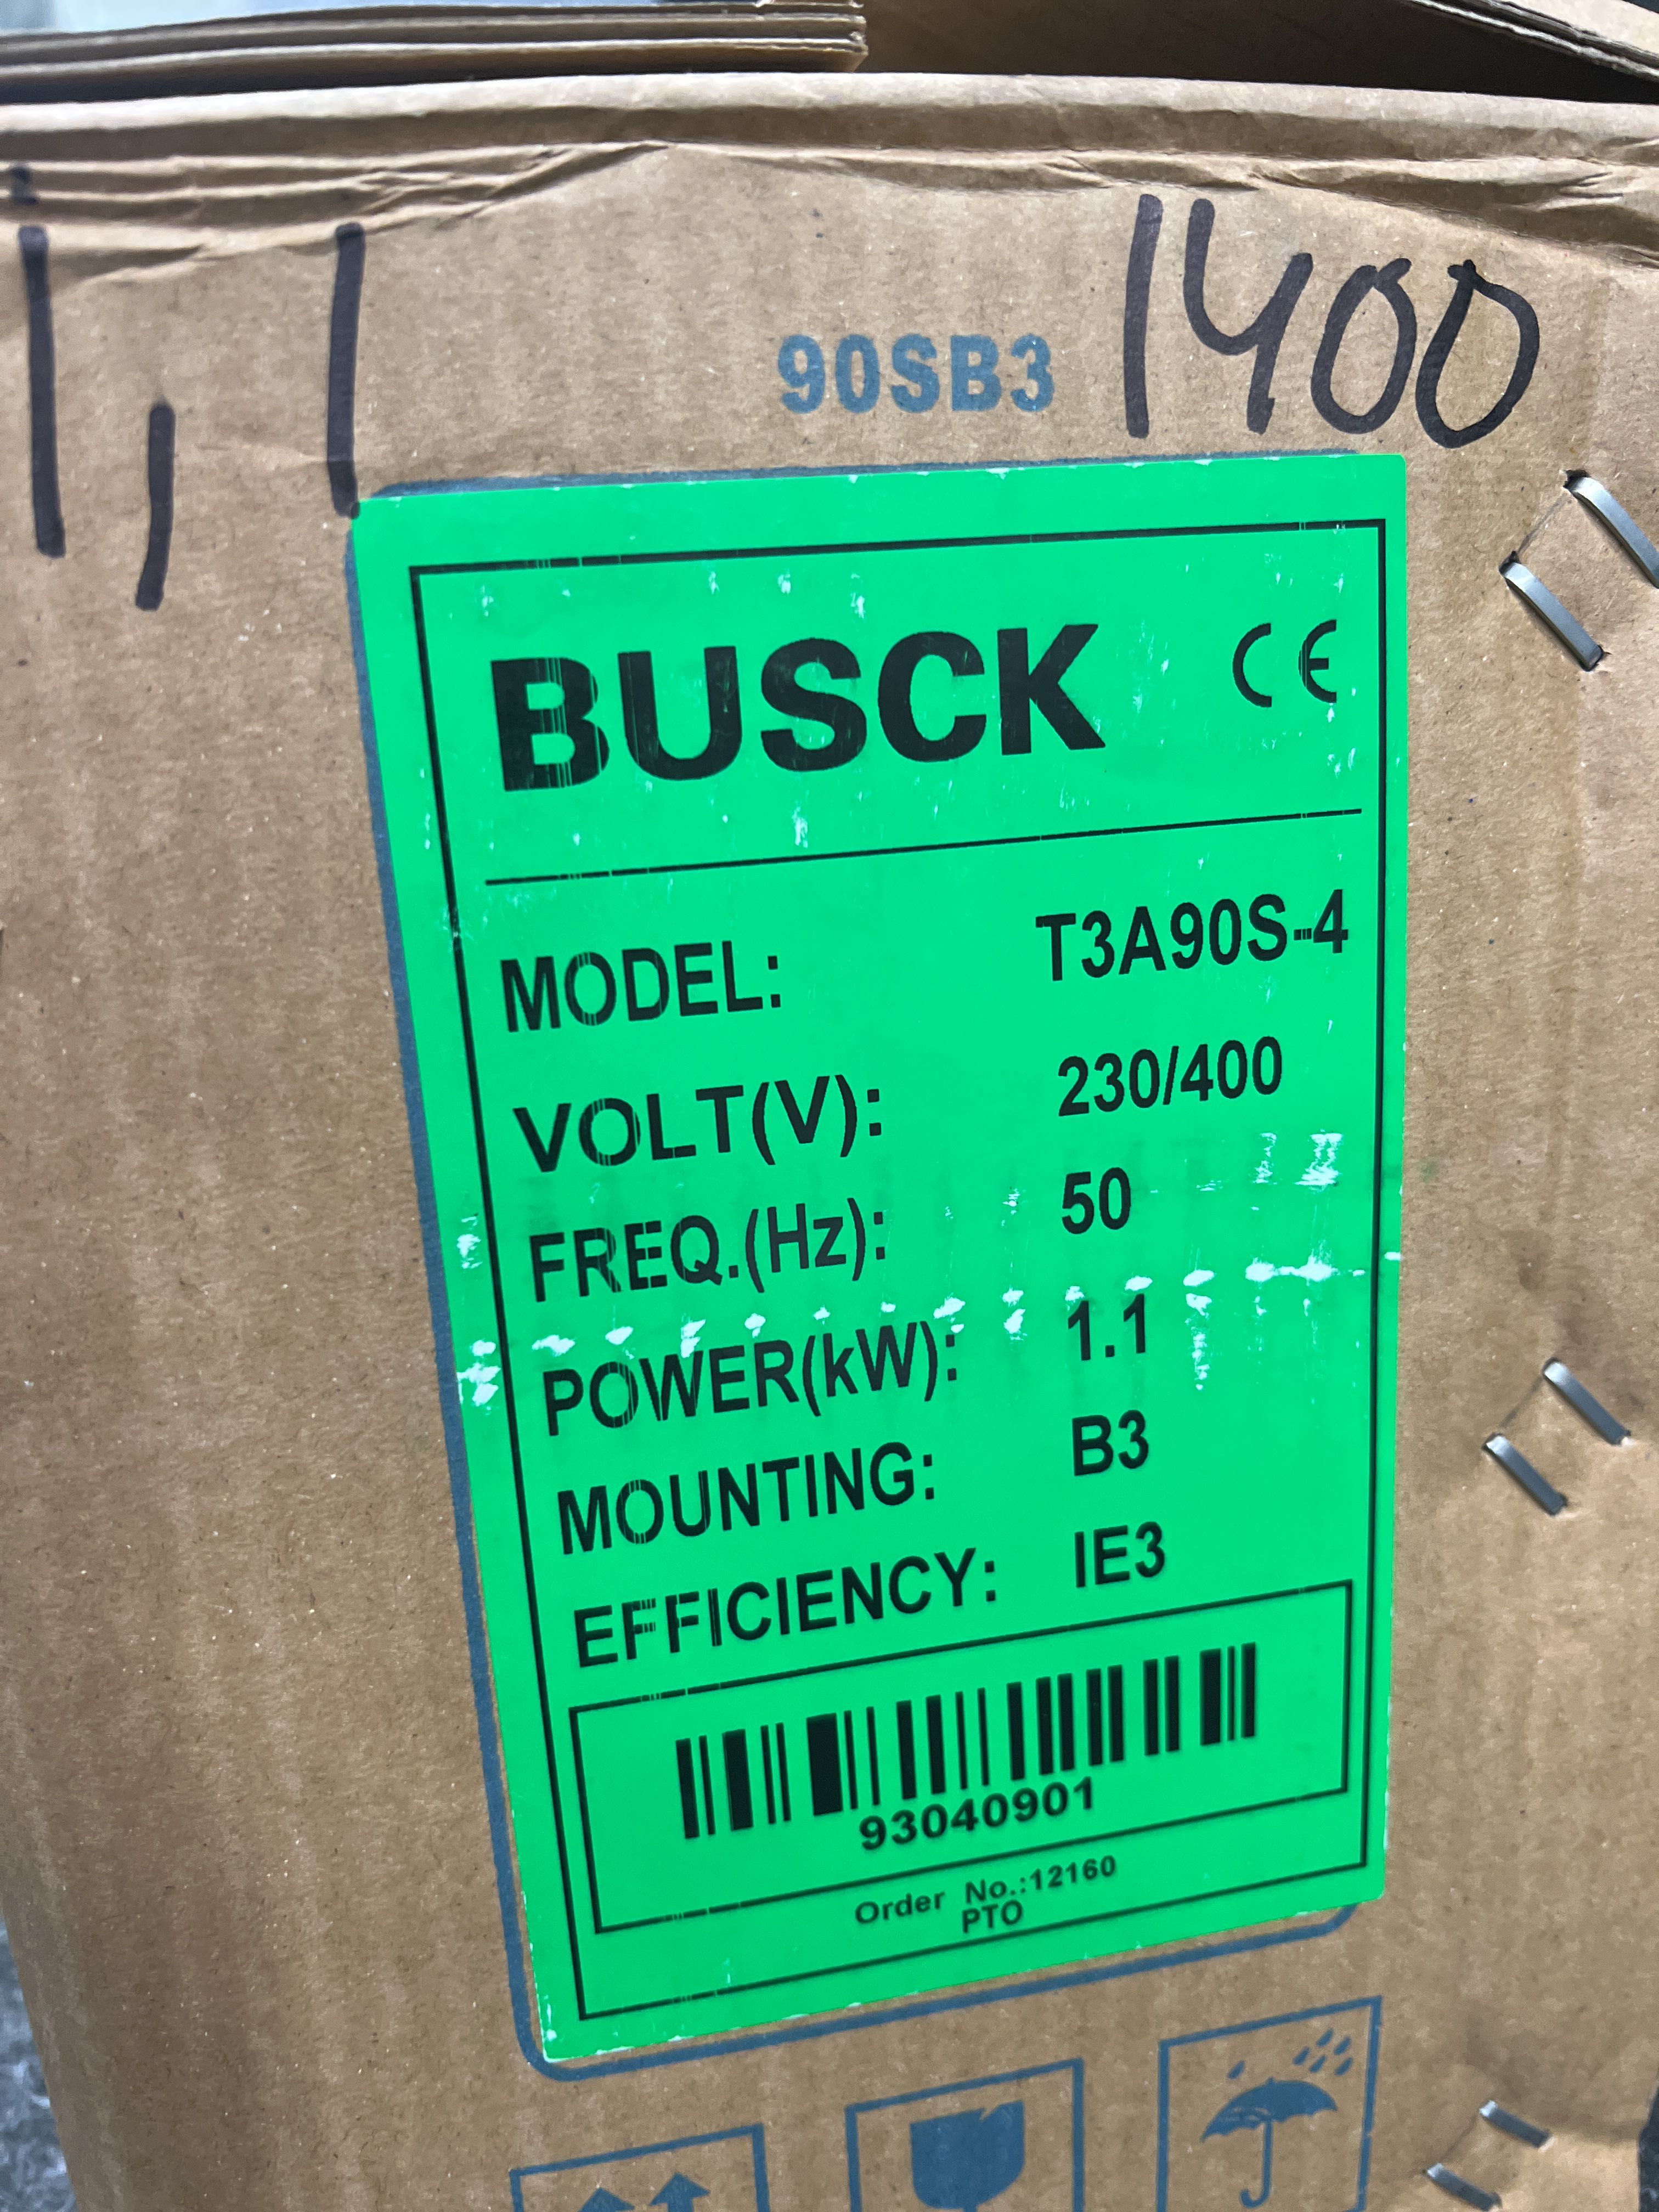 1,1
90SB3
1400
BUSCK CE
MODEL: T3A90S-4
VOLT(V): 230/400
FREQ.(Hz): 50
POWER(kW): 1.1
MOUNTING: B3
EFFICIENCY: IE3
93040901
Order No.:12160
PTO